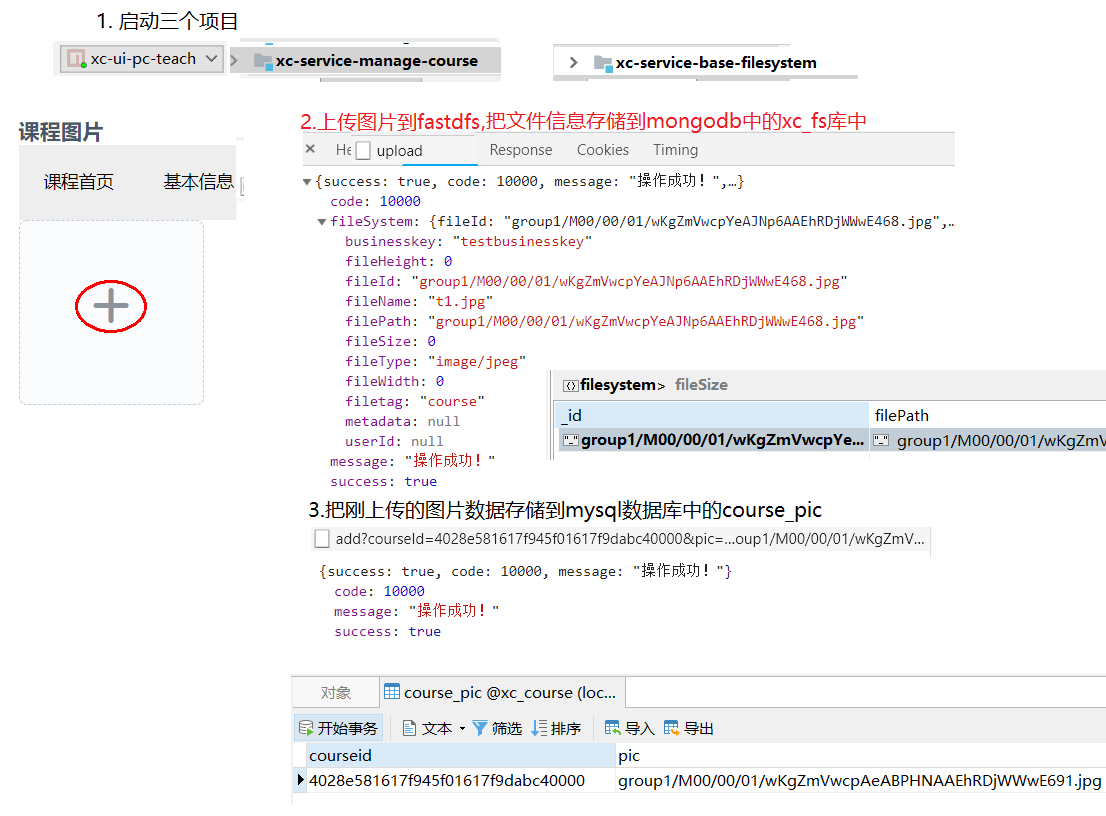 1. 启动三个项目
xc-ui-pc-teach
xc-service-manage-course
xc-service-base-filesystem
课程图片
课程首页 基本信息
2.上传图片到fastdfs,把文件信息存储到mongodb中的xc_fs库中
× He upload Response Cookies Timing
{success: true, code: 10000, message: "操作成功！",…}
code: 10000
fileSystem: {fileId: "group1/M00/00/01/wKgZmVwcpYeAJNp6AAEhRDjWWwE468.jpg",…
businesskey: "testbusinesskey"
fileHeight: 0
fileId: "group1/M00/00/01/wKgZmVwcpYeAJNp6AAEhRDjWWwE468.jpg"
fileName: "t1.jpg"
filePath: "group1/M00/00/01/wKgZmVwcpYeAJNp6AAEhRDjWWwE468.jpg"
fileSize: 0
fileType: "image/jpeg"
fileWidth: 0
filetag: "course"
metadata: null
userId: null
message: "操作成功！"
success: true
filesystem> fileSize
_id filePath
group1/M00/00/01/wKgZmVwcpYe... group1/M00/00/01/wKgZmV
3.把刚上传的图片数据存储到mysql数据库中的course_pic
add?courseId=4028e581617f945f01617f9dabc40000&pic=...oup1/M00/00/01/wKgZmV...
{success: true, code: 10000, message: "操作成功！"}
code: 10000
message: "操作成功！"
success: true
对象 course_pic @xc_course (loc...
开始事务 文本 筛选 排序 导入 导出
courseid pic
4028e581617f945f01617f9dabc40000 group1/M00/00/01/wKgZmVwcpAeABPHNAAEhRDjWWwE691.jpg